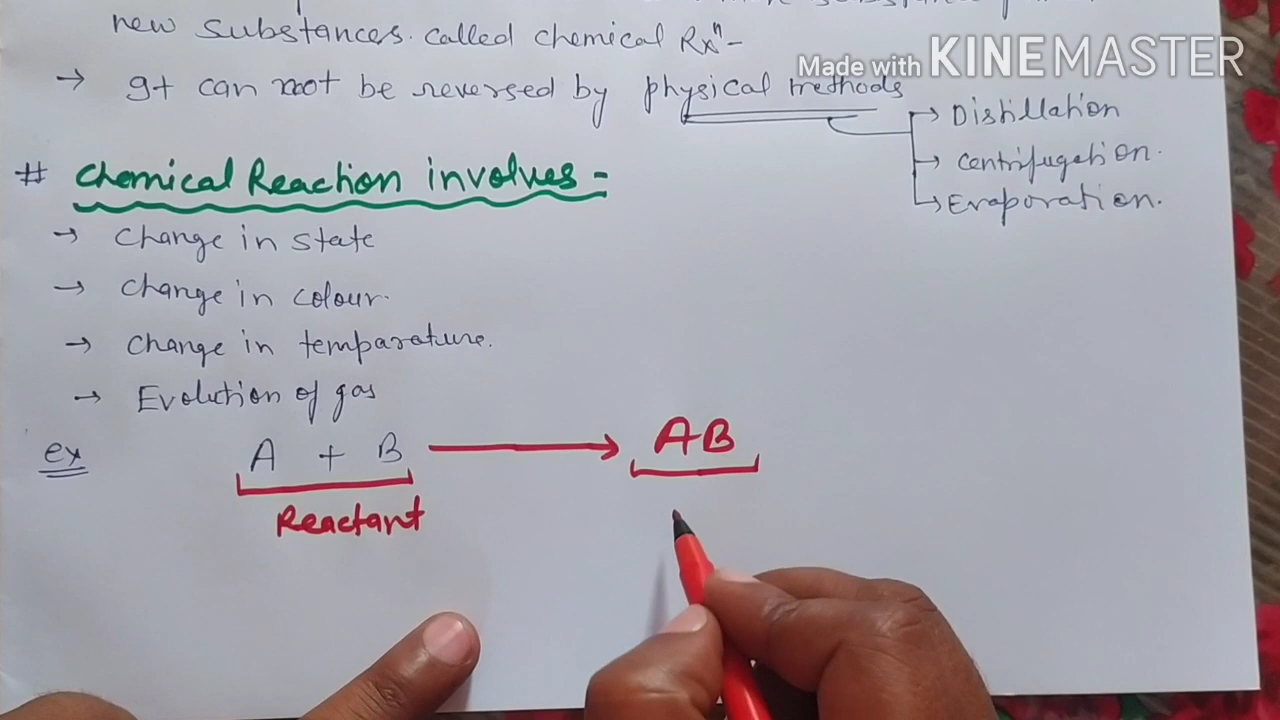 new substances. called chemical Rxⁿ-
→ It can not be reversed by physical methods
→ Distillation
→ Centrifugation.
→ Evaporation.
Made with KINEMASTER
# Chemical Reaction involves -
→ Change in state
→ Change in colour.
→ Change in temparature.
→ Evolution of gas
ex A + B → AB
Reactant